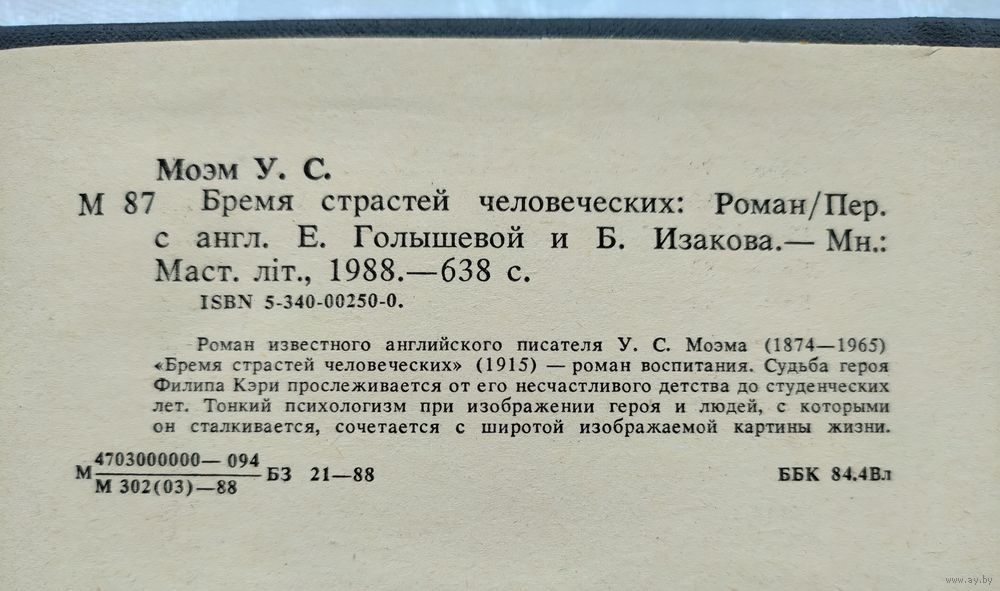 Моэм У. С.
М 87 Бремя страстей человеческих: Роман/Пер.
с англ. Е. Голышевой и Б. Изакова.— Мн.:
Маст. літ., 1988.—638 с.
ISBN 5-340-00250-0.
Роман известного английского писателя У. С. Моэма (1874—1965)
«Бремя страстей человеческих» (1915) — роман воспитания. Судьба героя
Филипа Кэри прослеживается от его несчастливого детства до студенческих
лет. Тонкий психологизм при изображении героя и людей, с которыми
он сталкивается, сочетается с широтой изображаемой картины жизни.
4703000000—094
М БЗ 21—88 ББК 84.4Вл
М 302(03)—88
www.ay.by